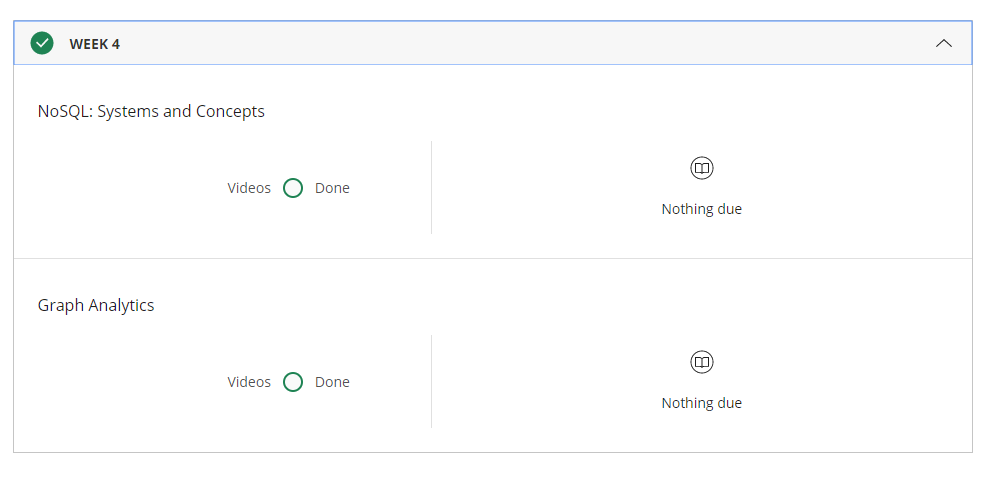 WEEK 4
NoSQL: Systems and Concepts
Videos Done
Nothing due
Graph Analytics
Videos Done
Nothing due